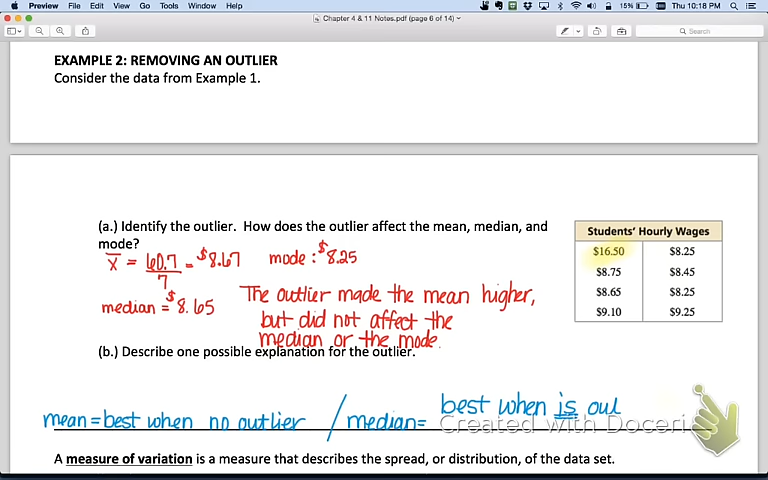 Preview File Edit View Go Tools Window Help 15% Thu 10:18 PM
Chapter 4 & 11 Notes.pdf (page 6 of 14)
Search
EXAMPLE 2: REMOVING AN OUTLIER
Consider the data from Example 1.
(a.) Identify the outlier. How does the outlier affect the mean, median, and
mode?
x̄ = 60.7/7 = $8.67 mode: $8.25
median = $8.65
The outlier made the mean higher,
but did not affect the
median or the mode.
Students' Hourly Wages
$16.50 $8.25
$8.75 $8.45
$8.65 $8.25
$9.10 $9.25
(b.) Describe one possible explanation for the outlier.
mean = best when no outlier / median = best when is out
Created with Doceri
A measure of variation is a measure that describes the spread, or distribution, of the data set.